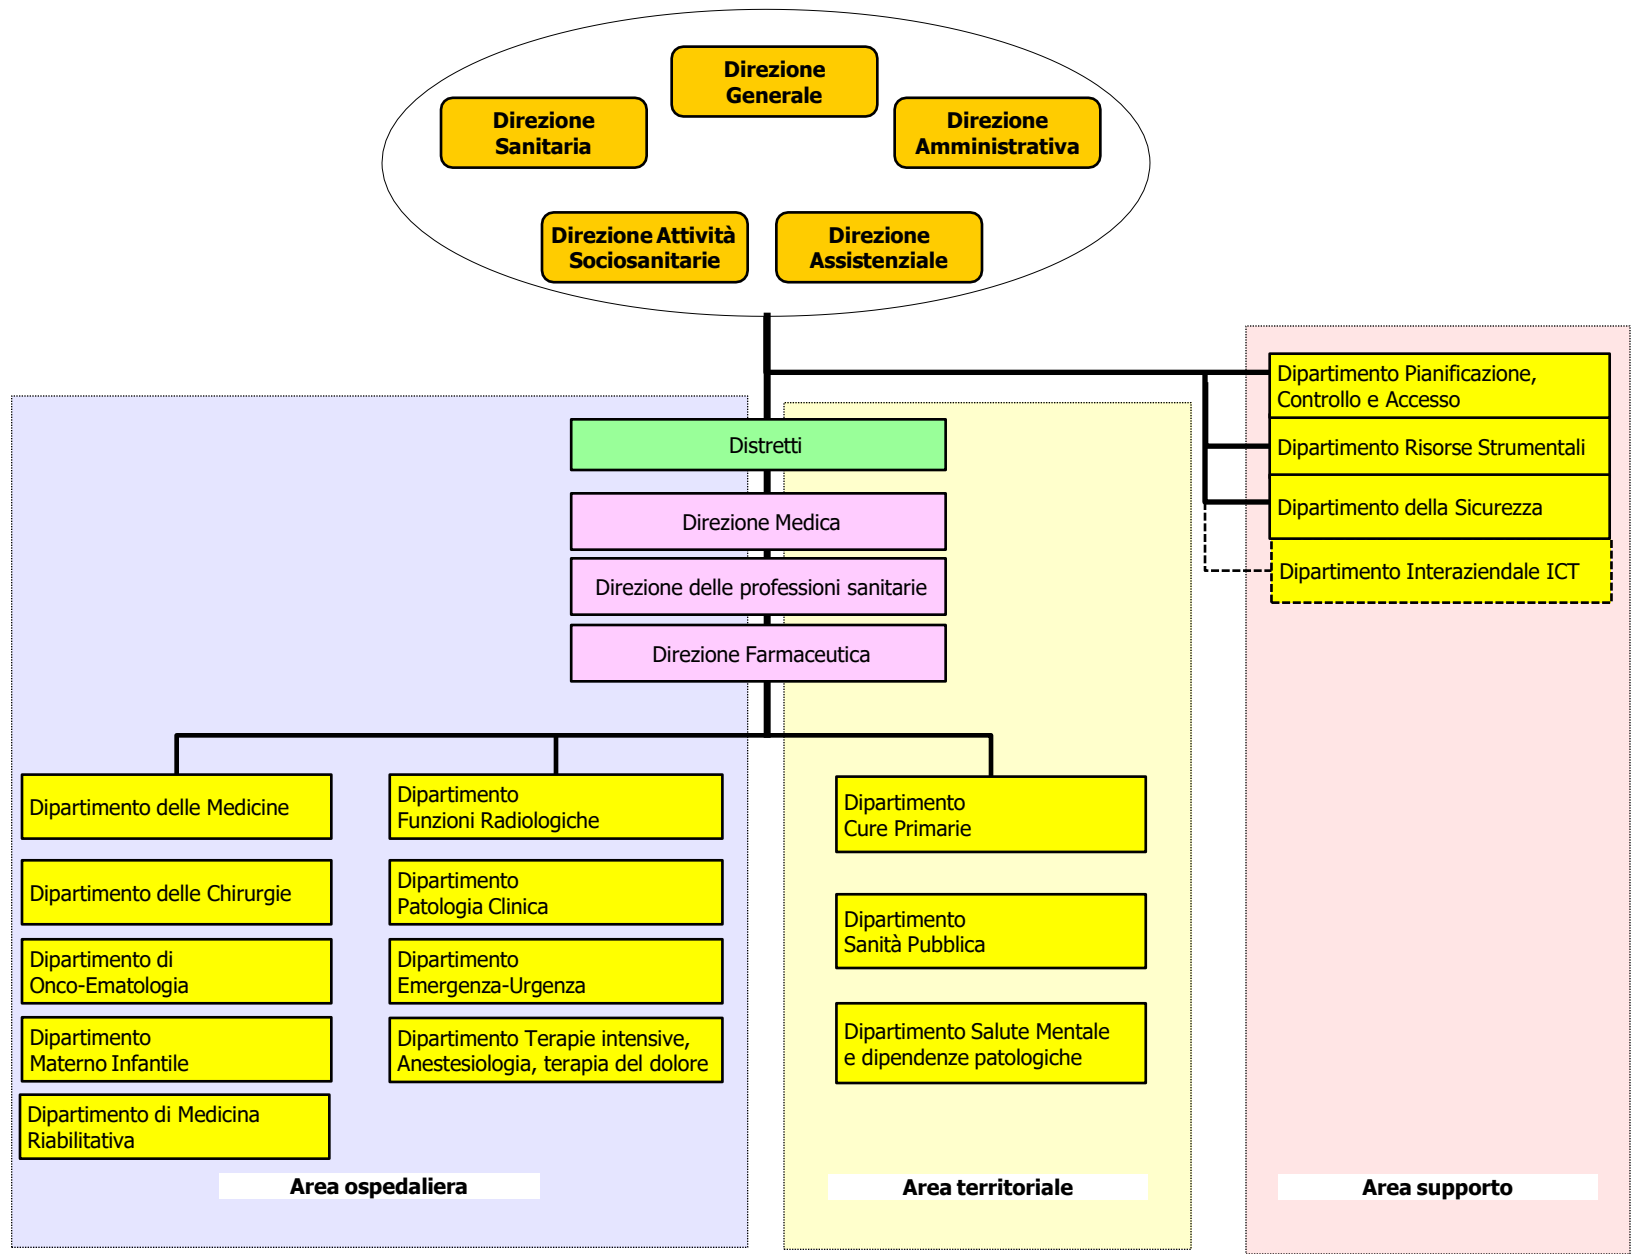 Direzione
Generale
Direzione
Sanitaria
Direzione
Amministrativa
Direzione Attività
Sociosanitarie
Direzione
Assistenziale
Dipartimento Pianificazione,
Controllo e Accesso
Dipartimento Risorse Strumentali
Dipartimento della Sicurezza
Dipartimento Interaziendale ICT
Distretti
Direzione Medica
Direzione delle professioni sanitarie
Direzione Farmaceutica
Dipartimento delle Medicine
Dipartimento delle Chirurgie
Dipartimento di
Onco-Ematologia
Dipartimento
Materno Infantile
Dipartimento di Medicina
Riabilitativa
Dipartimento
Funzioni Radiologiche
Dipartimento
Patologia Clinica
Dipartimento
Emergenza-Urgenza
Dipartimento Terapie intensive,
Anestesiologia, terapia del dolore
Dipartimento
Cure Primarie
Dipartimento
Sanità Pubblica
Dipartimento Salute Mentale
e dipendenze patologiche
Area ospedaliera
Area territoriale
Area supporto